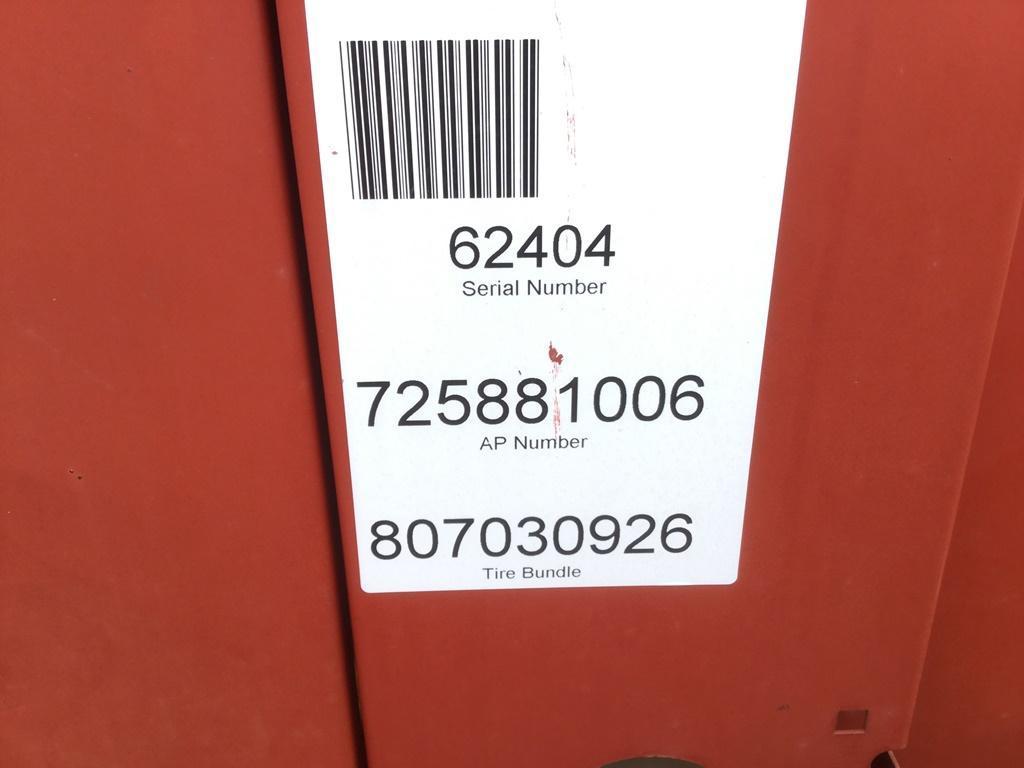 62404
Serial Number
725881006
AP Number
807030926
Tire Bundle